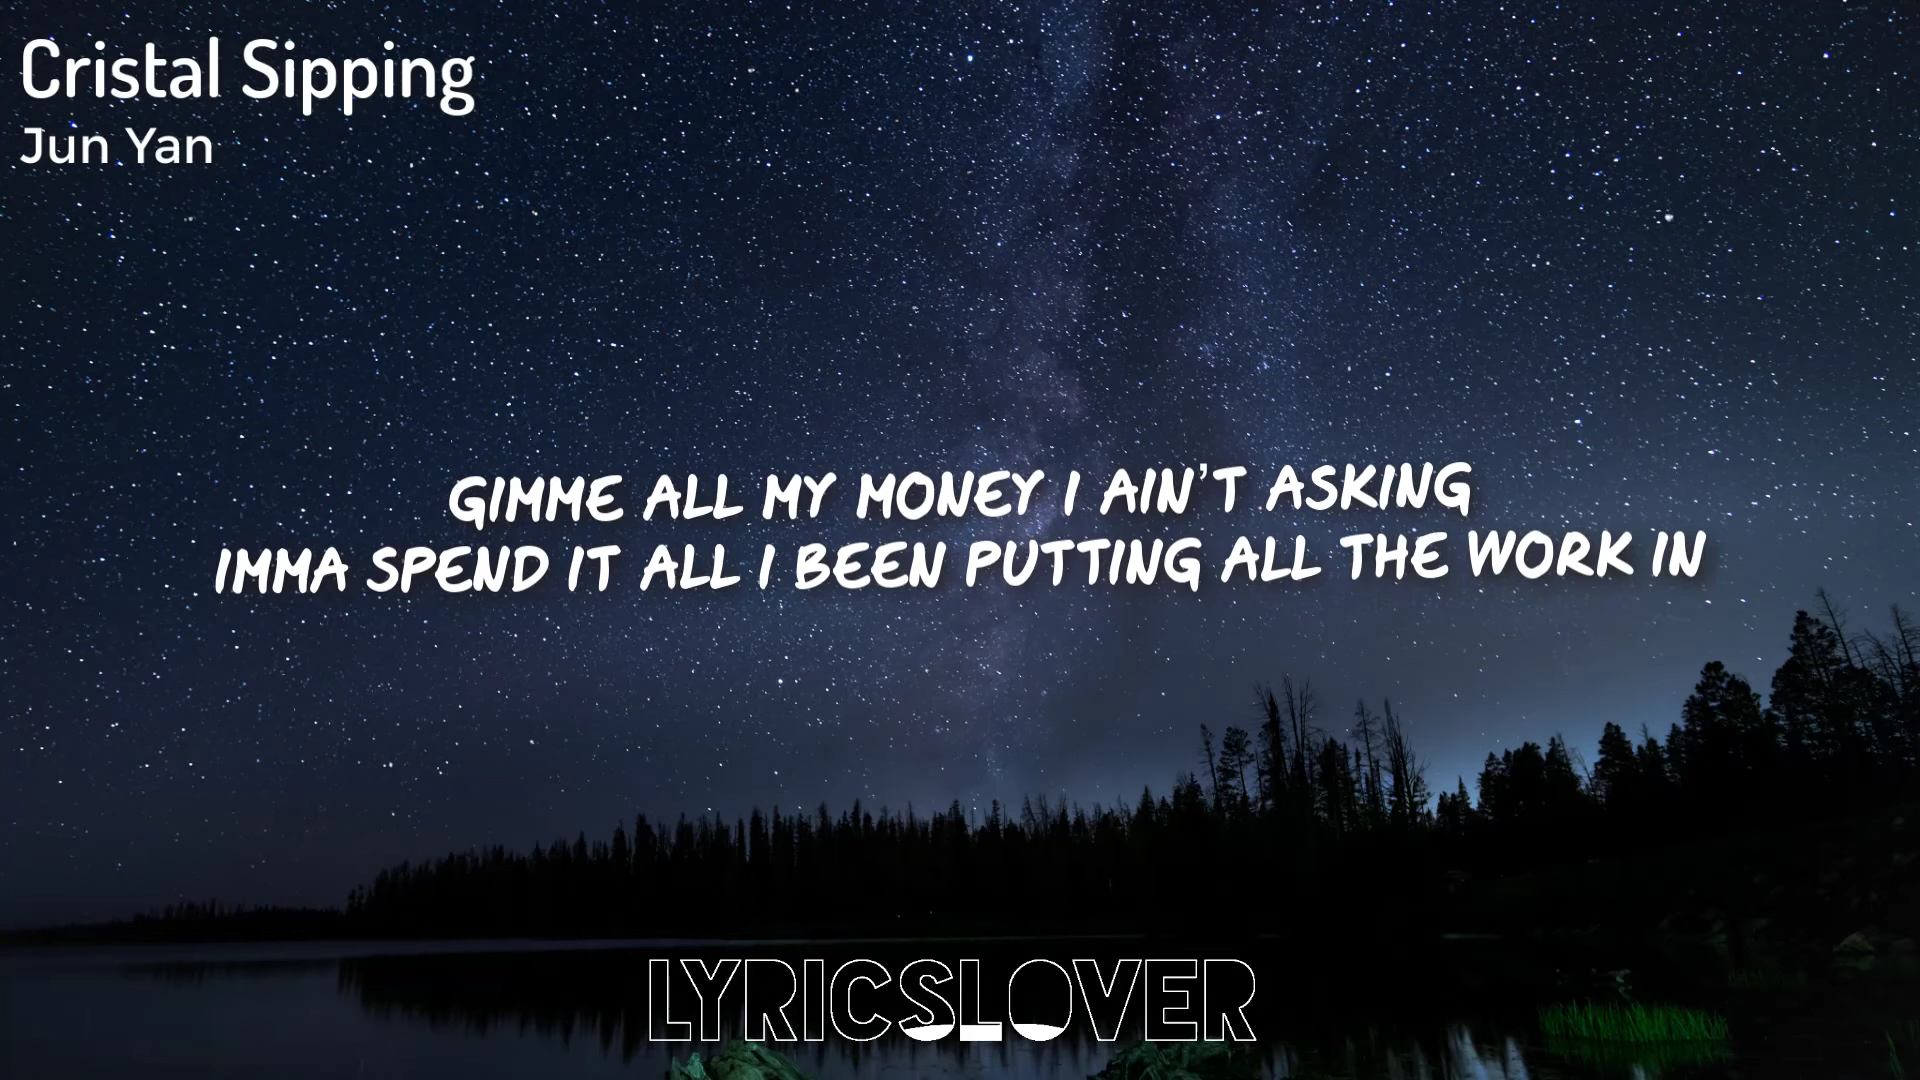 Cristal Sipping
Jun Yan
GIMME ALL MY MONEY I AIN'T ASKING
IMMA SPEND IT ALL I BEEN PUTTING ALL THE WORK IN
LYRICSLOVER